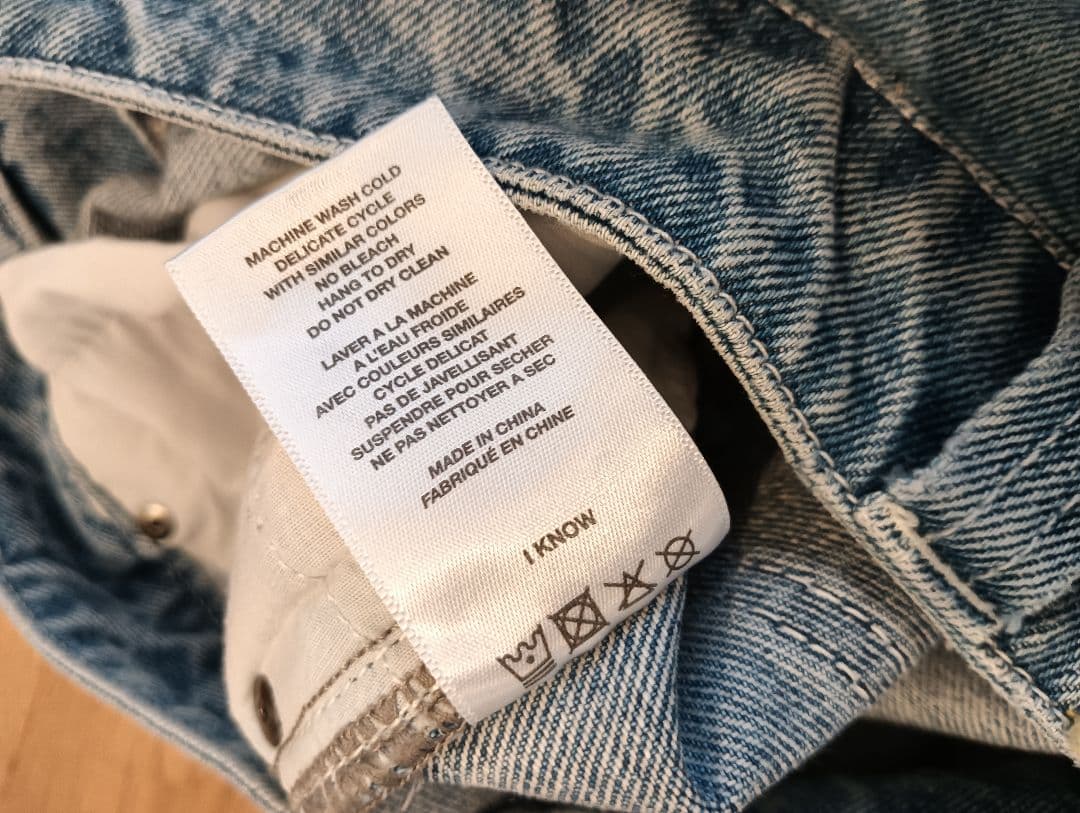 MACHINE WASH COLD
DELICATE CYCLE
WITH SIMILAR COLORS
NO BLEACH
HANG TO DRY
DO NOT DRY CLEAN
LAVER A LA MACHINE
A L'EAU FROIDE
AVEC COULEURS SIMILAIRES
CYCLE DELICAT
PAS DE JAVELLISANT
SUSPENDRE POUR SECHER
NE PAS NETTOYER A SEC
MADE IN CHINA
FABRIQUÉ EN CHINE
I KNOW